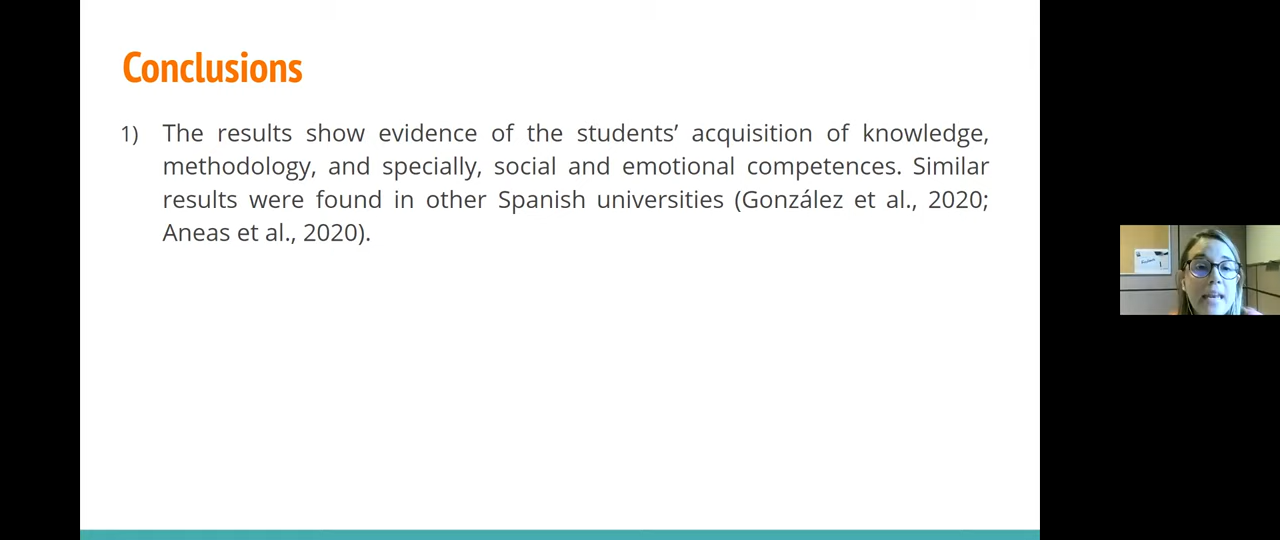 Conclusions
1) The results show evidence of the students’ acquisition of knowledge,
methodology, and specially, social and emotional competences. Similar
results were found in other Spanish universities (González et al., 2020;
Aneas et al., 2020).